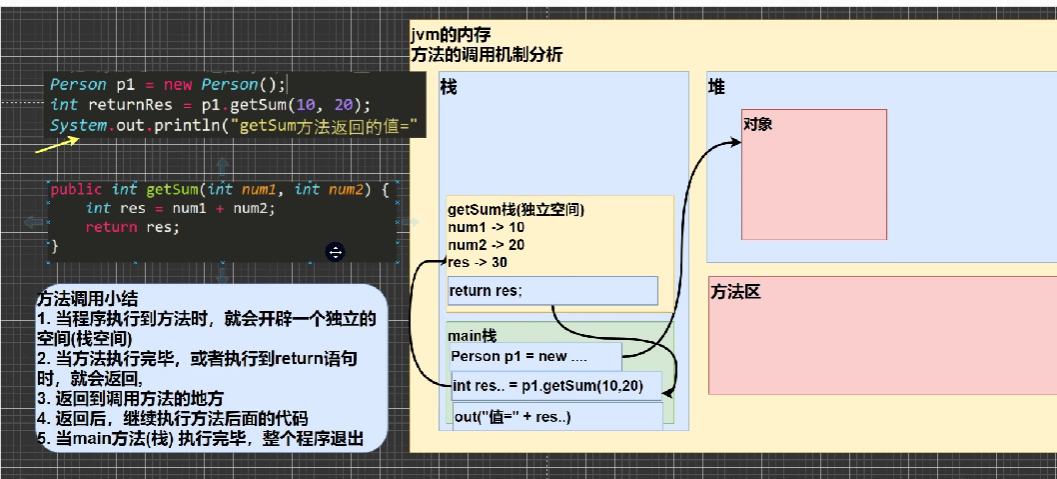 jvm的内存
方法的调用机制分析
Person p1 = new Person();
int returnRes = p1.getSum(10, 20);
System.out.println("getSum方法返回的值="
public int getSum(int num1, int num2) {
int res = num1 + num2;
return res;
}
方法调用小结
1. 当程序执行到方法时，就会开辟一个独立的
空间(栈空间)
2. 当方法执行完毕，或者执行到return语句
时，就会返回，
3. 返回到调用方法的地方
4. 返回后，继续执行方法后面的代码
5. 当main方法(栈) 执行完毕，整个程序退出
栈
getSum栈(独立空间)
num1 -> 10
num2 -> 20
res -> 30
return res;
main栈
Person p1 = new ....
int res.. = p1.getSum(10,20)
out("值=" + res..)
堆
对象
方法区